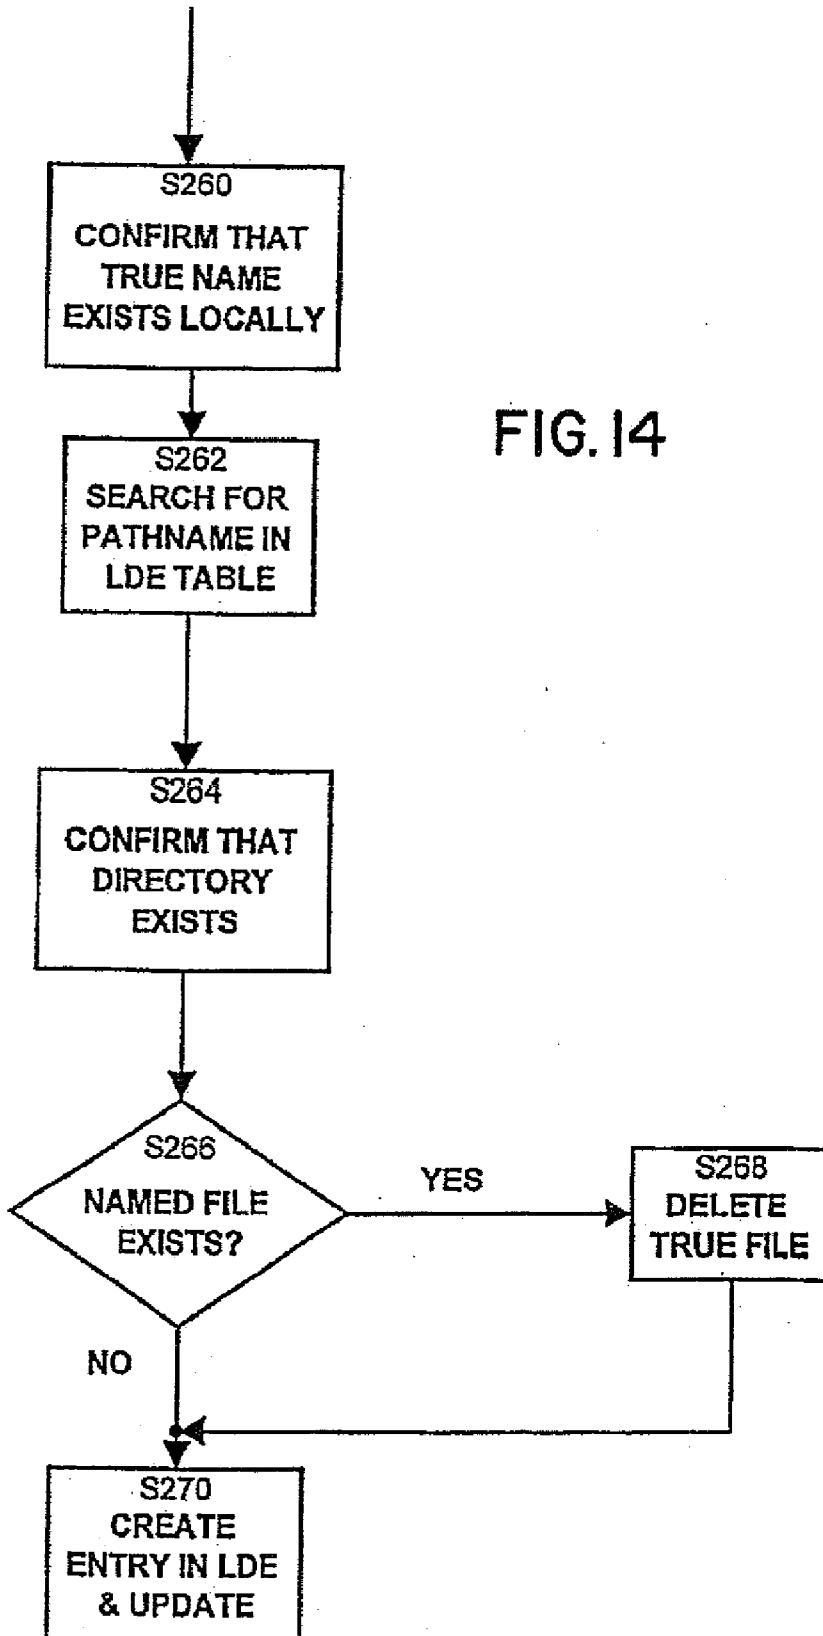 S260
CONFIRM THAT
TRUE NAME
EXISTS LOCALLY
FIG. 14
S262
SEARCH FOR
PATHNAME IN
LDE TABLE
S264
CONFIRM THAT
DIRECTORY
EXISTS
S266
NAMED FILE
EXISTS?
YES
S268
DELETE
TRUE FILE
NO
S270
CREATE
ENTRY IN LDE
& UPDATE